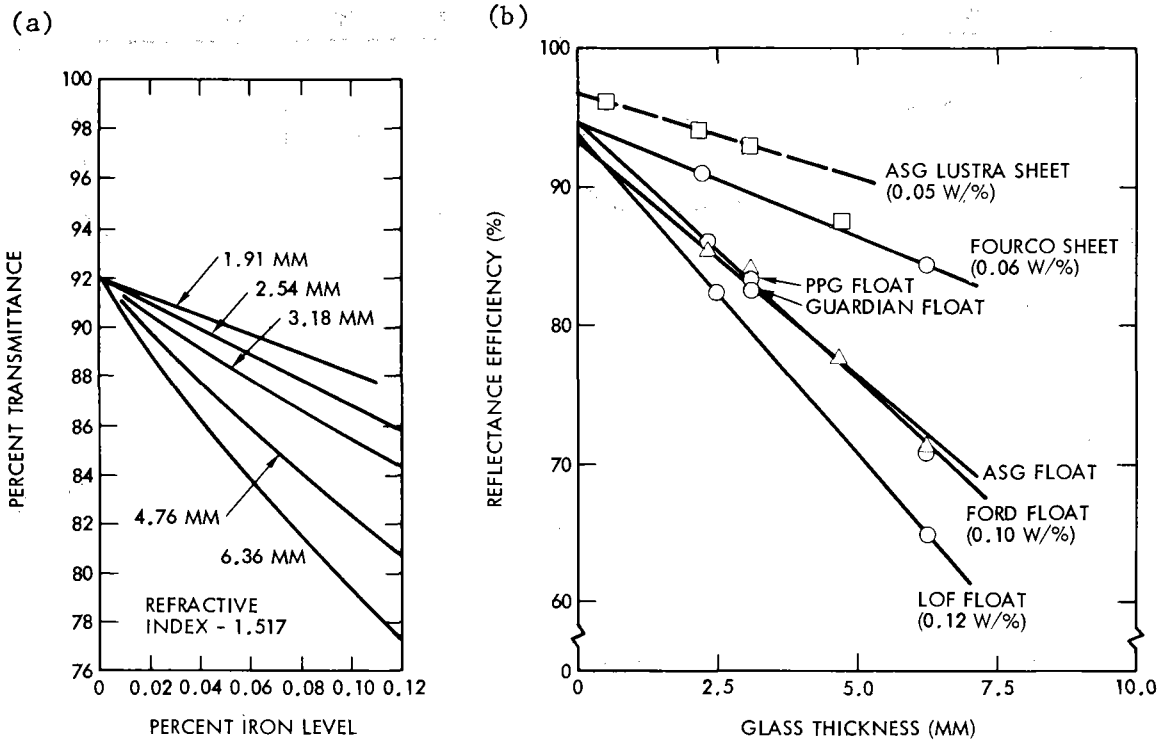 (a)
100
98
96
94
92
90
88
86
84
82
80
78
76
0
0.02
0.04
0.06
0.08
0.10
0.12
PERCENT TRANSMITTANCE
PERCENT IRON LEVEL
1.91 MM
2.54 MM
3.18 MM
4.76 MM
6.36 MM
REFRACTIVE
INDEX - 1.517
(b)
100
90
80
70
60
0
0
2.5
5.0
7.5
10.0
REFLECTANCE EFFICIENCY (%)
GLASS THICKNESS (MM)
ASG LUSTRA SHEET
(0.05 W/%)
FOURCO SHEET
(0.06 W/%)
PPG FLOAT
GUARDIAN FLOAT
ASG FLOAT
FORD FLOAT
(0.10 W/%)
LOF FLOAT
(0.12 W/%)